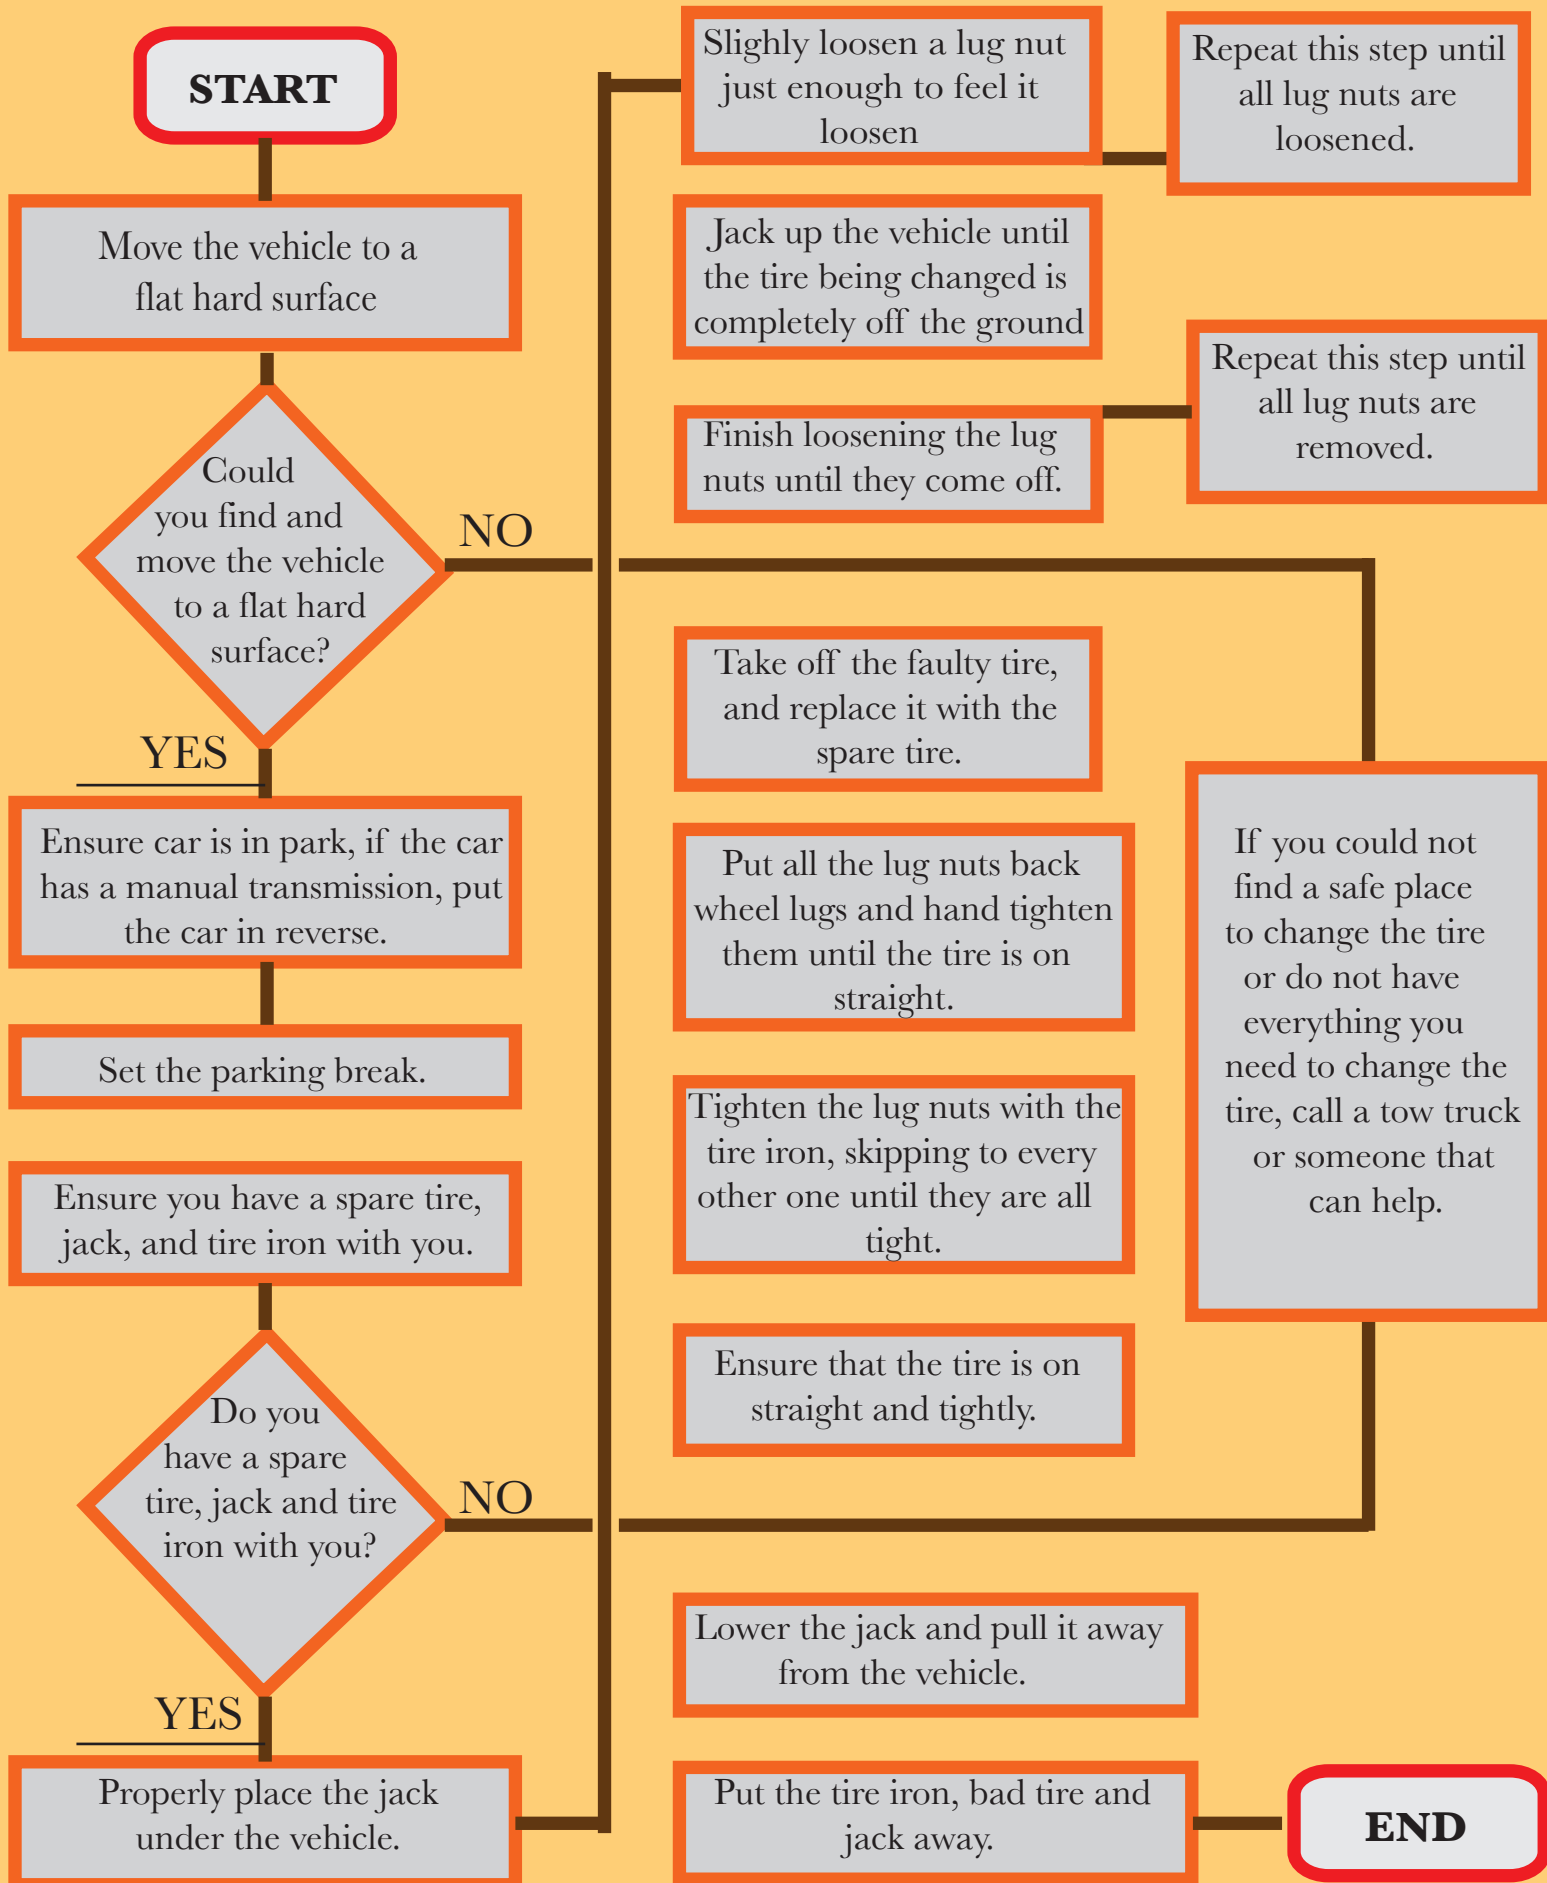 START
Move the vehicle to a
flat hard surface
Could
you find and
move the vehicle
to a flat hard
surface?
NO
YES
Ensure car is in park, if the car
has a manual transmission, put
the car in reverse.
Set the parking break.
Ensure you have a spare tire,
jack, and tire iron with you.
Do you
have a spare
tire, jack and tire
iron with you?
NO
YES
Properly place the jack
under the vehicle.
Slighly loosen a lug nut
just enough to feel it
loosen
Repeat this step until
all lug nuts are
loosened.
Jack up the vehicle until
the tire being changed is
completely off the ground
Finish loosening the lug
nuts until they come off.
Repeat this step until
all lug nuts are
removed.
Take off the faulty tire,
and replace it with the
spare tire.
Put all the lug nuts back
wheel lugs and hand tighten
them until the tire is on
straight.
Tighten the lug nuts with the
tire iron, skipping to every
other one until they are all
tight.
Ensure that the tire is on
straight and tightly.
If you could not
find a safe place
to change the tire
or do not have
everything you
need to change the
tire, call a tow truck
or someone that
can help.
Lower the jack and pull it away
from the vehicle.
Put the tire iron, bad tire and
jack away.
END